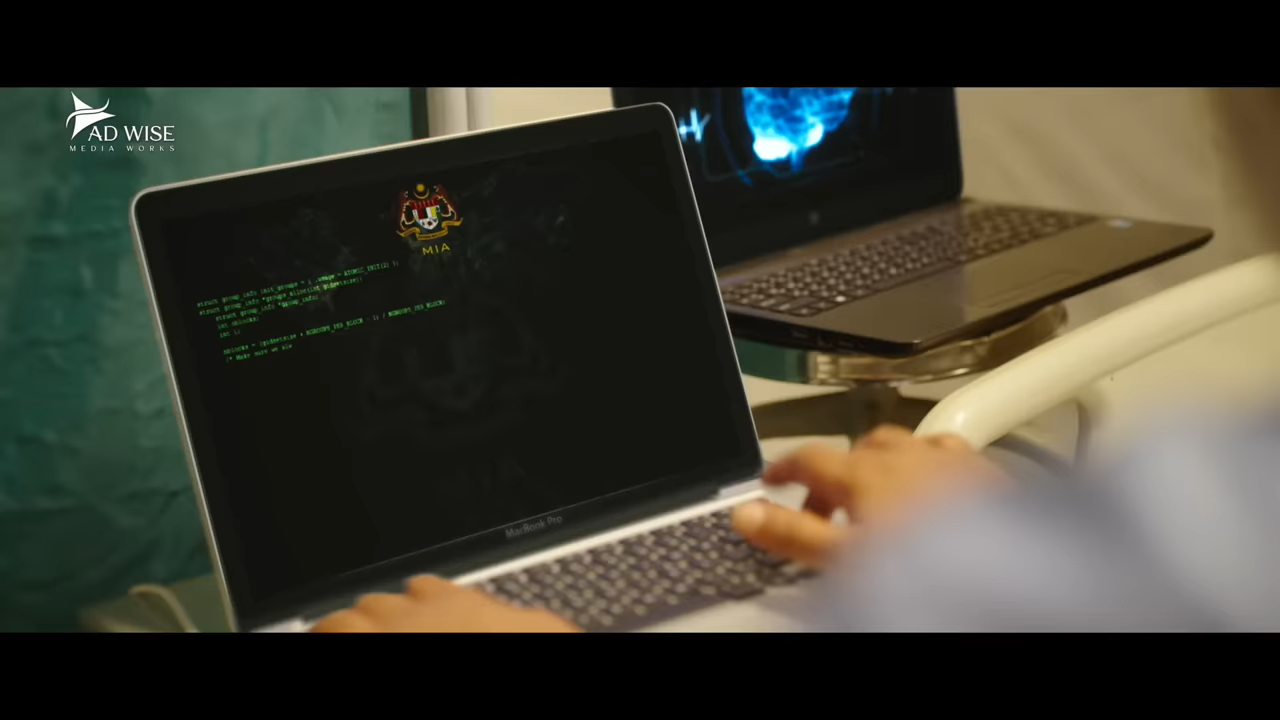 AD WISE
MEDIA WORKS
MIA
struct group_info init_groups = { .usage = ATOMIC_INIT(2) };
struct group_info *groups_alloc(int gidsetsize){
struct group_info *group_info;
int nblocks;
int i;
nblocks = (gidsetsize + NGROUPS_PER_BLOCK - 1) / NGROUPS_PER_BLOCK;
/* Make sure we alw
MacBook Pro